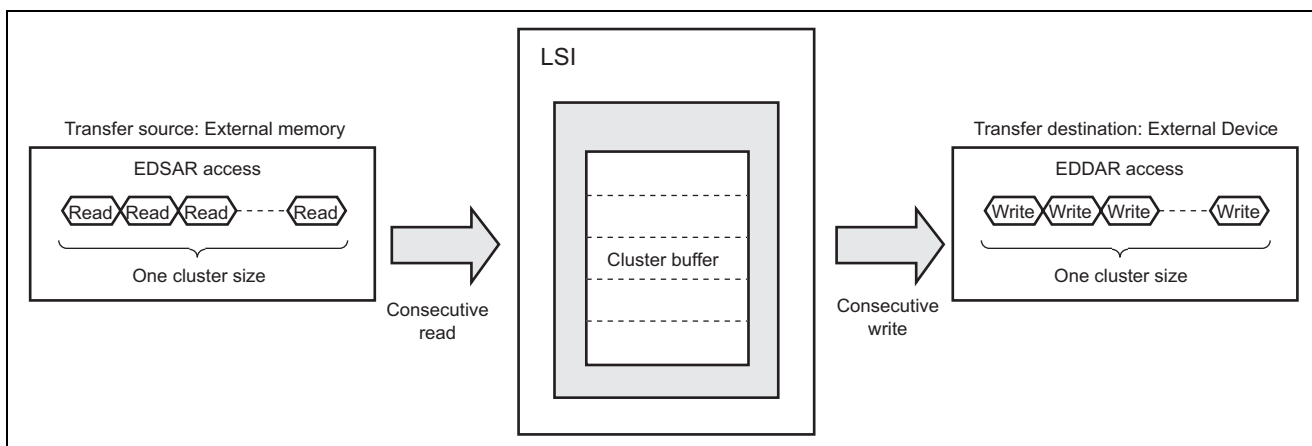 LSI
Transfer source: External memory
EDSAR access
Read Read Read Read
One cluster size
Consecutive
read
Cluster buffer
Consecutive
write
Transfer destination: External Device
EDDAR access
Write Write Write Write
One cluster size